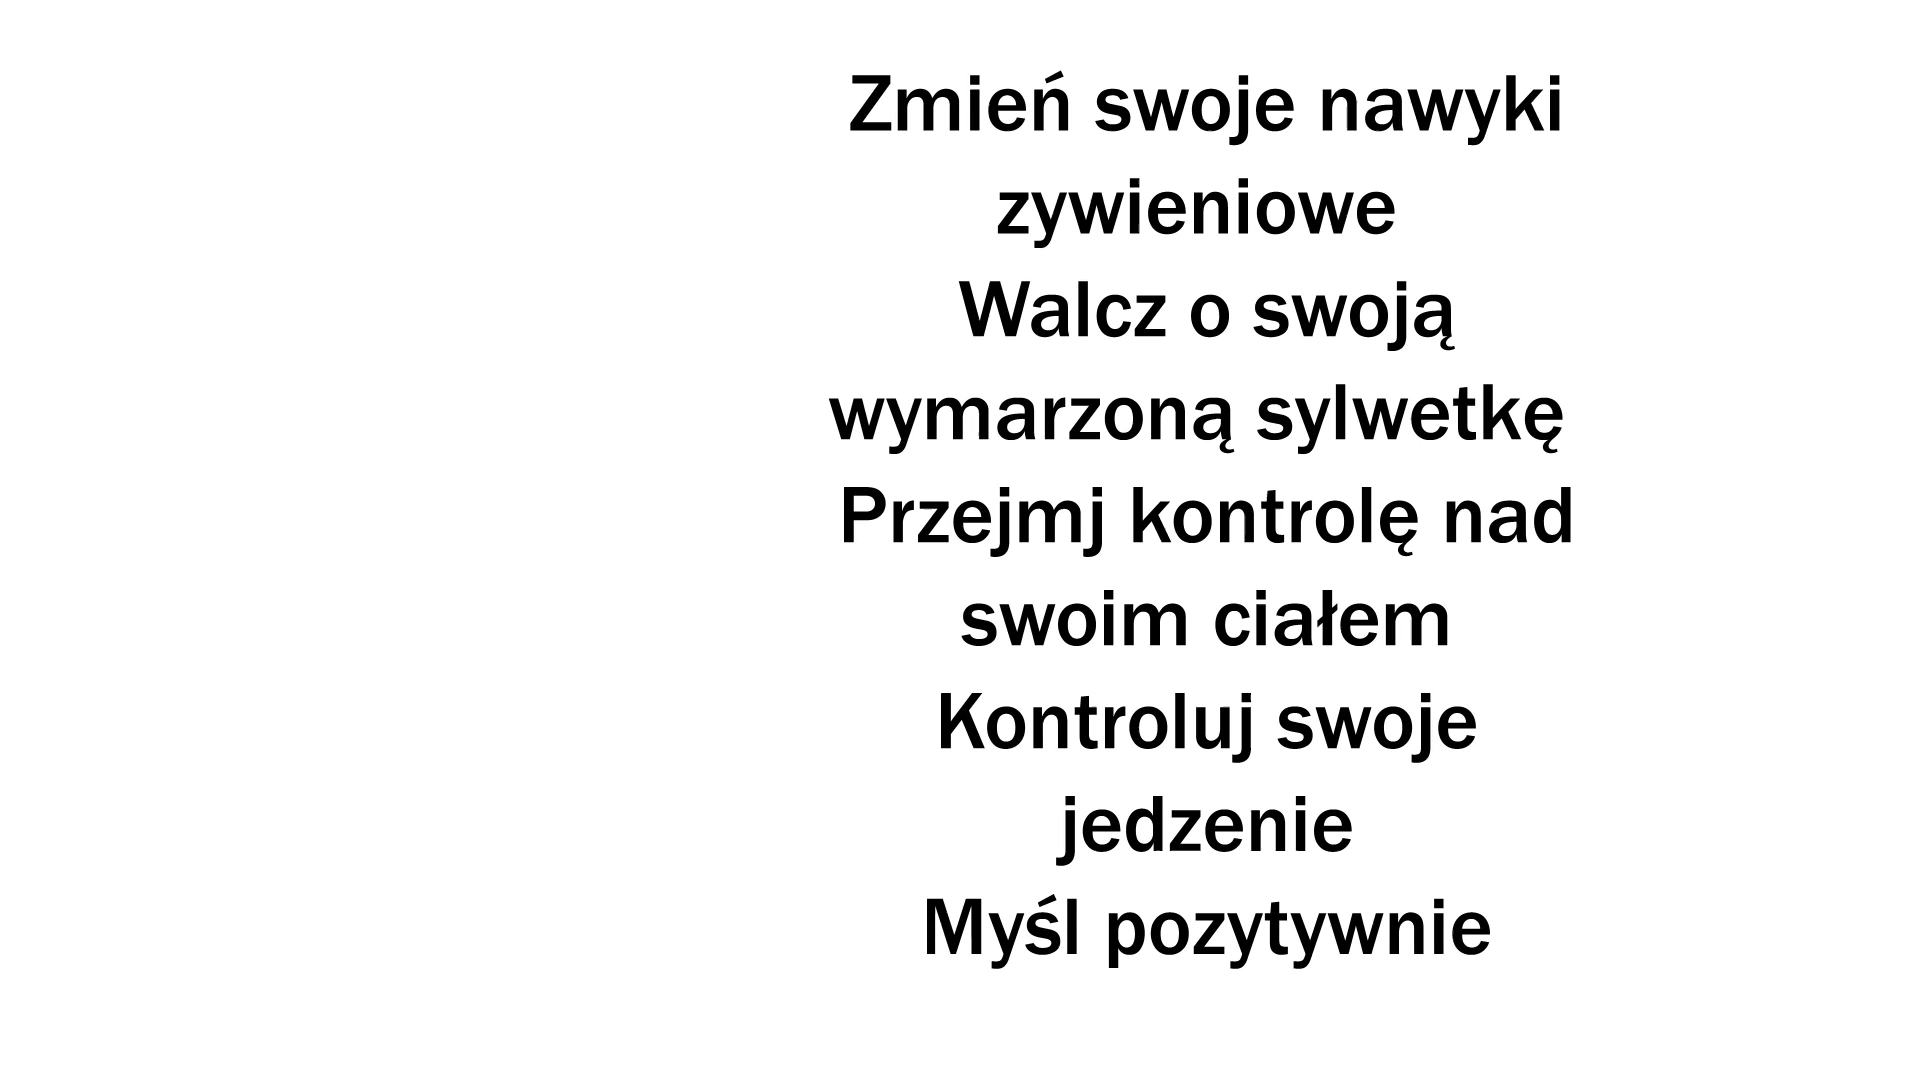 Zmień swoje nawyki
zywieniowe
Walcz o swoją
wymarzoną sylwetkę
Przejmj kontrolę nad
swoim ciałem
Kontroluj swoje
jedzenie
Myśl pozytywnie